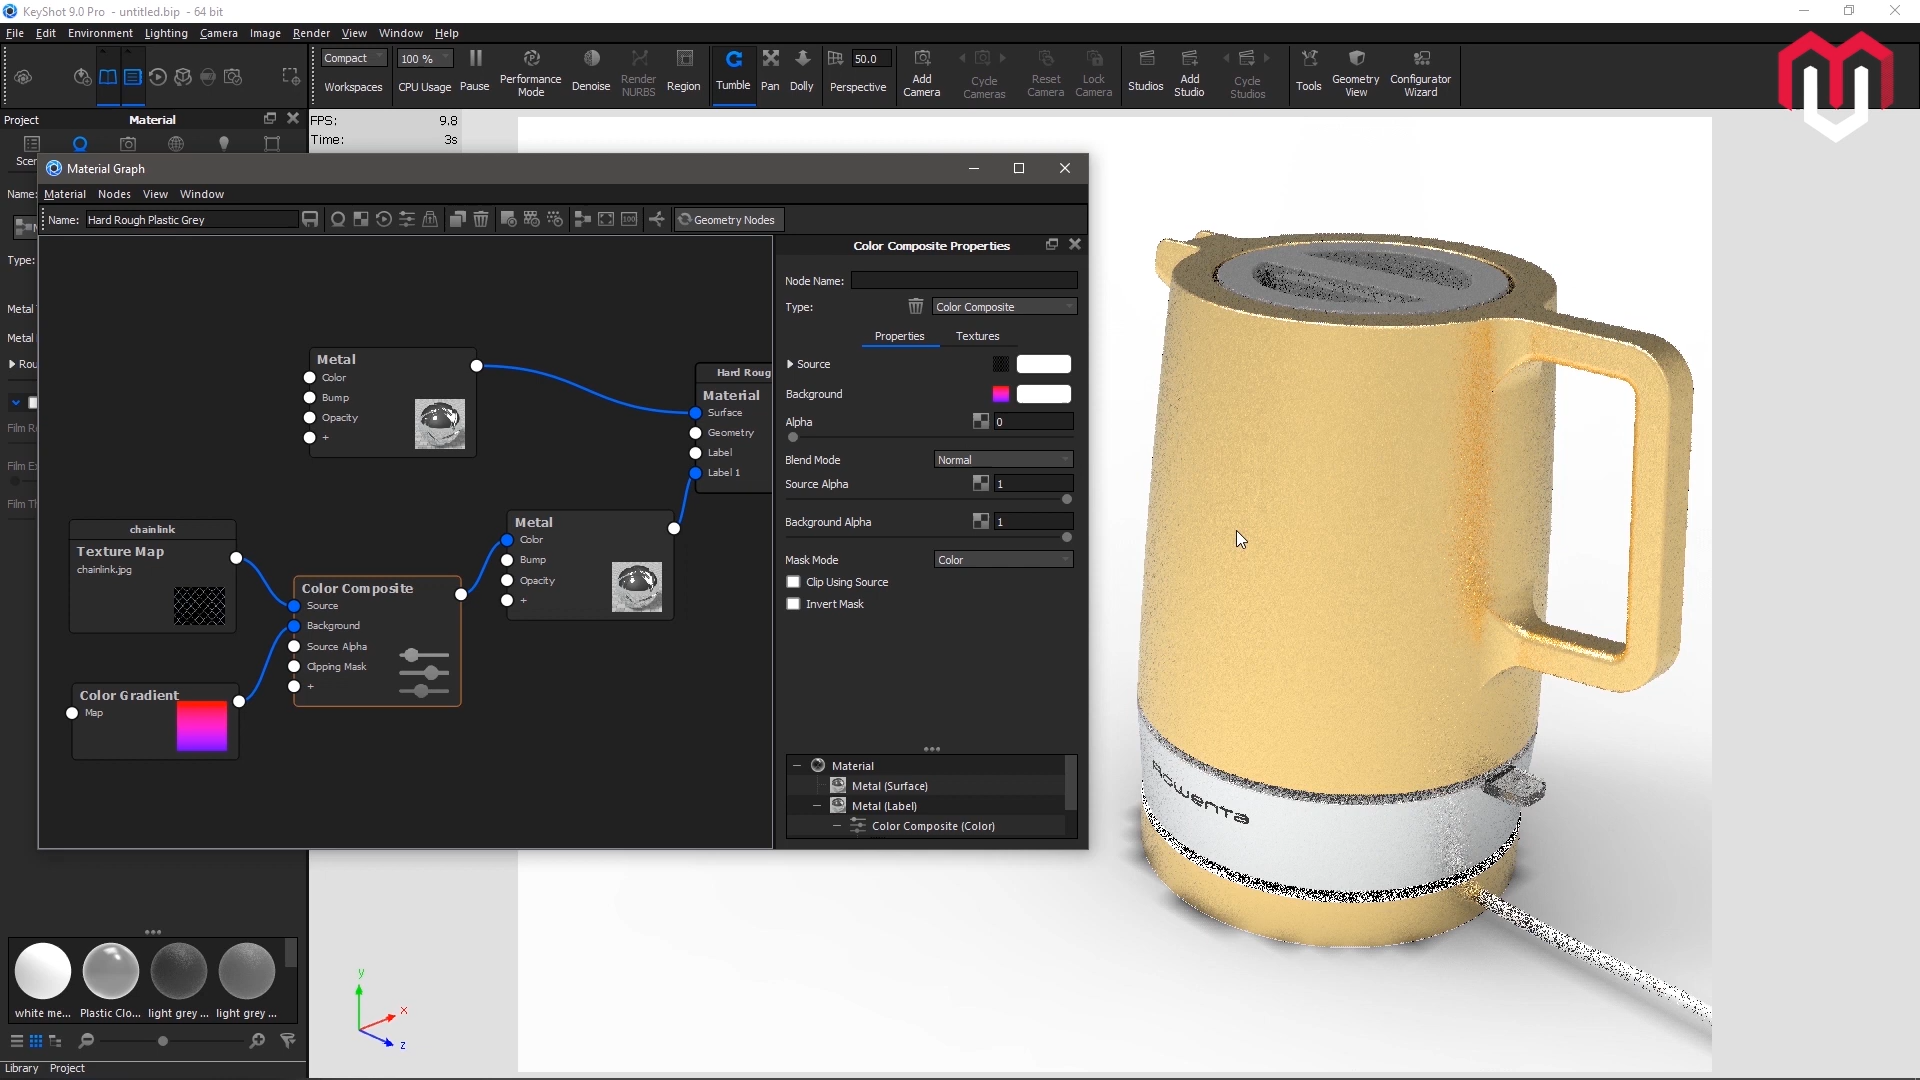 KeyShot 9.0 Pro - untitled.bip - 64 bit
File Edit Environment Lighting Camera Image Render View Window Help
Compact 100 % 50.0
Workspaces CPU Usage Pause Performance Mode Denoise Render NURBS Region Tumble Pan Dolly Perspective Add Camera Cycle Cameras Reset Camera Lock Camera Studios Add Studio Cycle Studios Tools Geometry View Configurator Wizard
Project Material
FPS: 9.8
Time: 3s
Scen
Material Graph
Name:
Material Nodes View Window
Name: Hard Rough Plastic Grey Geometry Nodes
Type:
Metal
Metal
Rou
Film Re
Film Ex
Film Th
Metal
Color
Bump
Opacity
+
Hard Roug
Material
Surface
Geometry
Label
Label 1
chainlink
Texture Map
chainlink.jpg
Color Composite
Source
Background
Source Alpha
Clipping Mask
+
Metal
Color
Bump
Opacity
+
Color Gradient
Map
Color Composite Properties
Node Name:
Type: Color Composite
Properties Textures
Source
Background
Alpha 0
Blend Mode Normal
Source Alpha 1
Background Alpha 1
Mask Mode Color
Clip Using Source
Invert Mask
Material
Metal (Surface)
Metal (Label)
Color Composite (Color)
Rowenta
white me... Plastic Clo... light grey ... light grey ...
Library Project
y
x
z